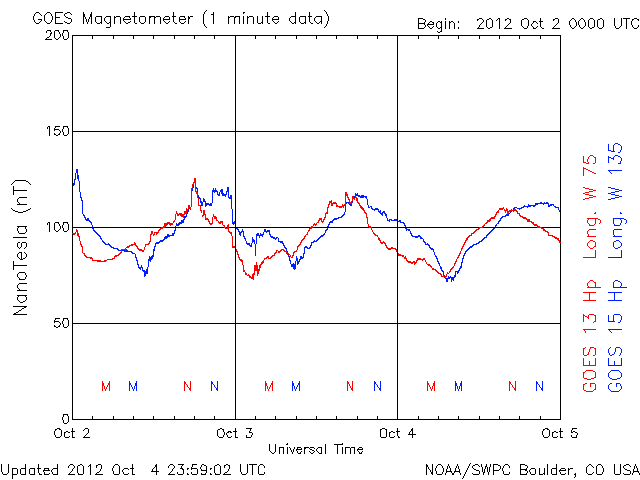 GOES Magnetometer (1 minute data)
Begin: 2012 Oct 2 0000 UTC
200
150
100
50
0
NanoTesla (nT)
M M N N M M N N M M N N
Oct 2 Oct 3 Oct 4 Oct 5
Universal Time
GOES 13 Hp Long. W 75
GOES 15 Hp Long. W 135
Updated 2012 Oct 4 23:59:02 UTC
NOAA/SWPC Boulder, CO USA